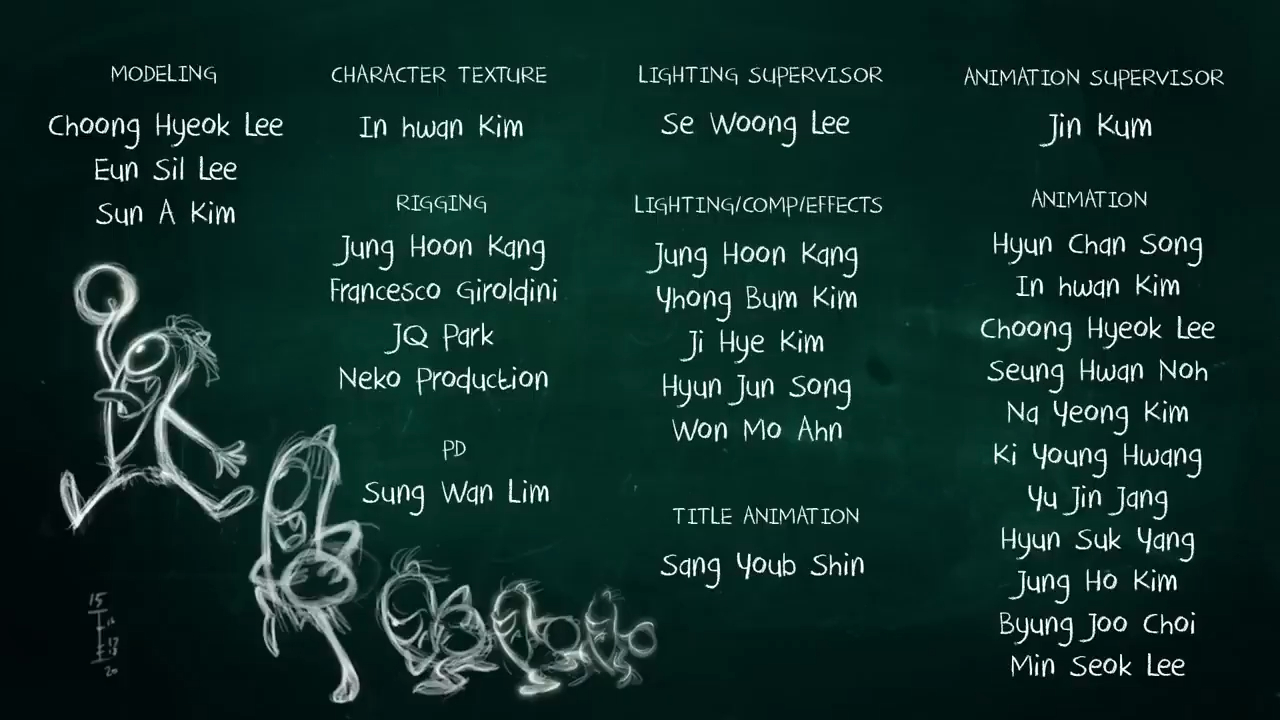 MODELING
Choong Hyeok Lee
Eun Sil Lee
Sun A Kim
CHARACTER TEXTURE
In hwan Kim
RIGGING
Jung Hoon Kang
Francesco Giroldini
JQ Park
Neko Production
PD
Sung Wan Lim
LIGHTING SUPERVISOR
Se Woong Lee
LIGHTING/COMP/EFFECTS
Jung Hoon Kang
Yhong Bum Kim
Ji Hye Kim
Hyun Jun Song
Won Mo Ahn
TITLE ANIMATION
Sang Youb Shin
ANIMATION SUPERVISOR
Jin Kum
ANIMATION
Hyun Chan Song
In hwan Kim
Choong Hyeok Lee
Seung Hwan Noh
Na Yeong Kim
Ki Young Hwang
Yu Jin Jang
Hyun Suk Yang
Jung Ho Kim
Byung Joo Choi
Min Seok Lee
15
20